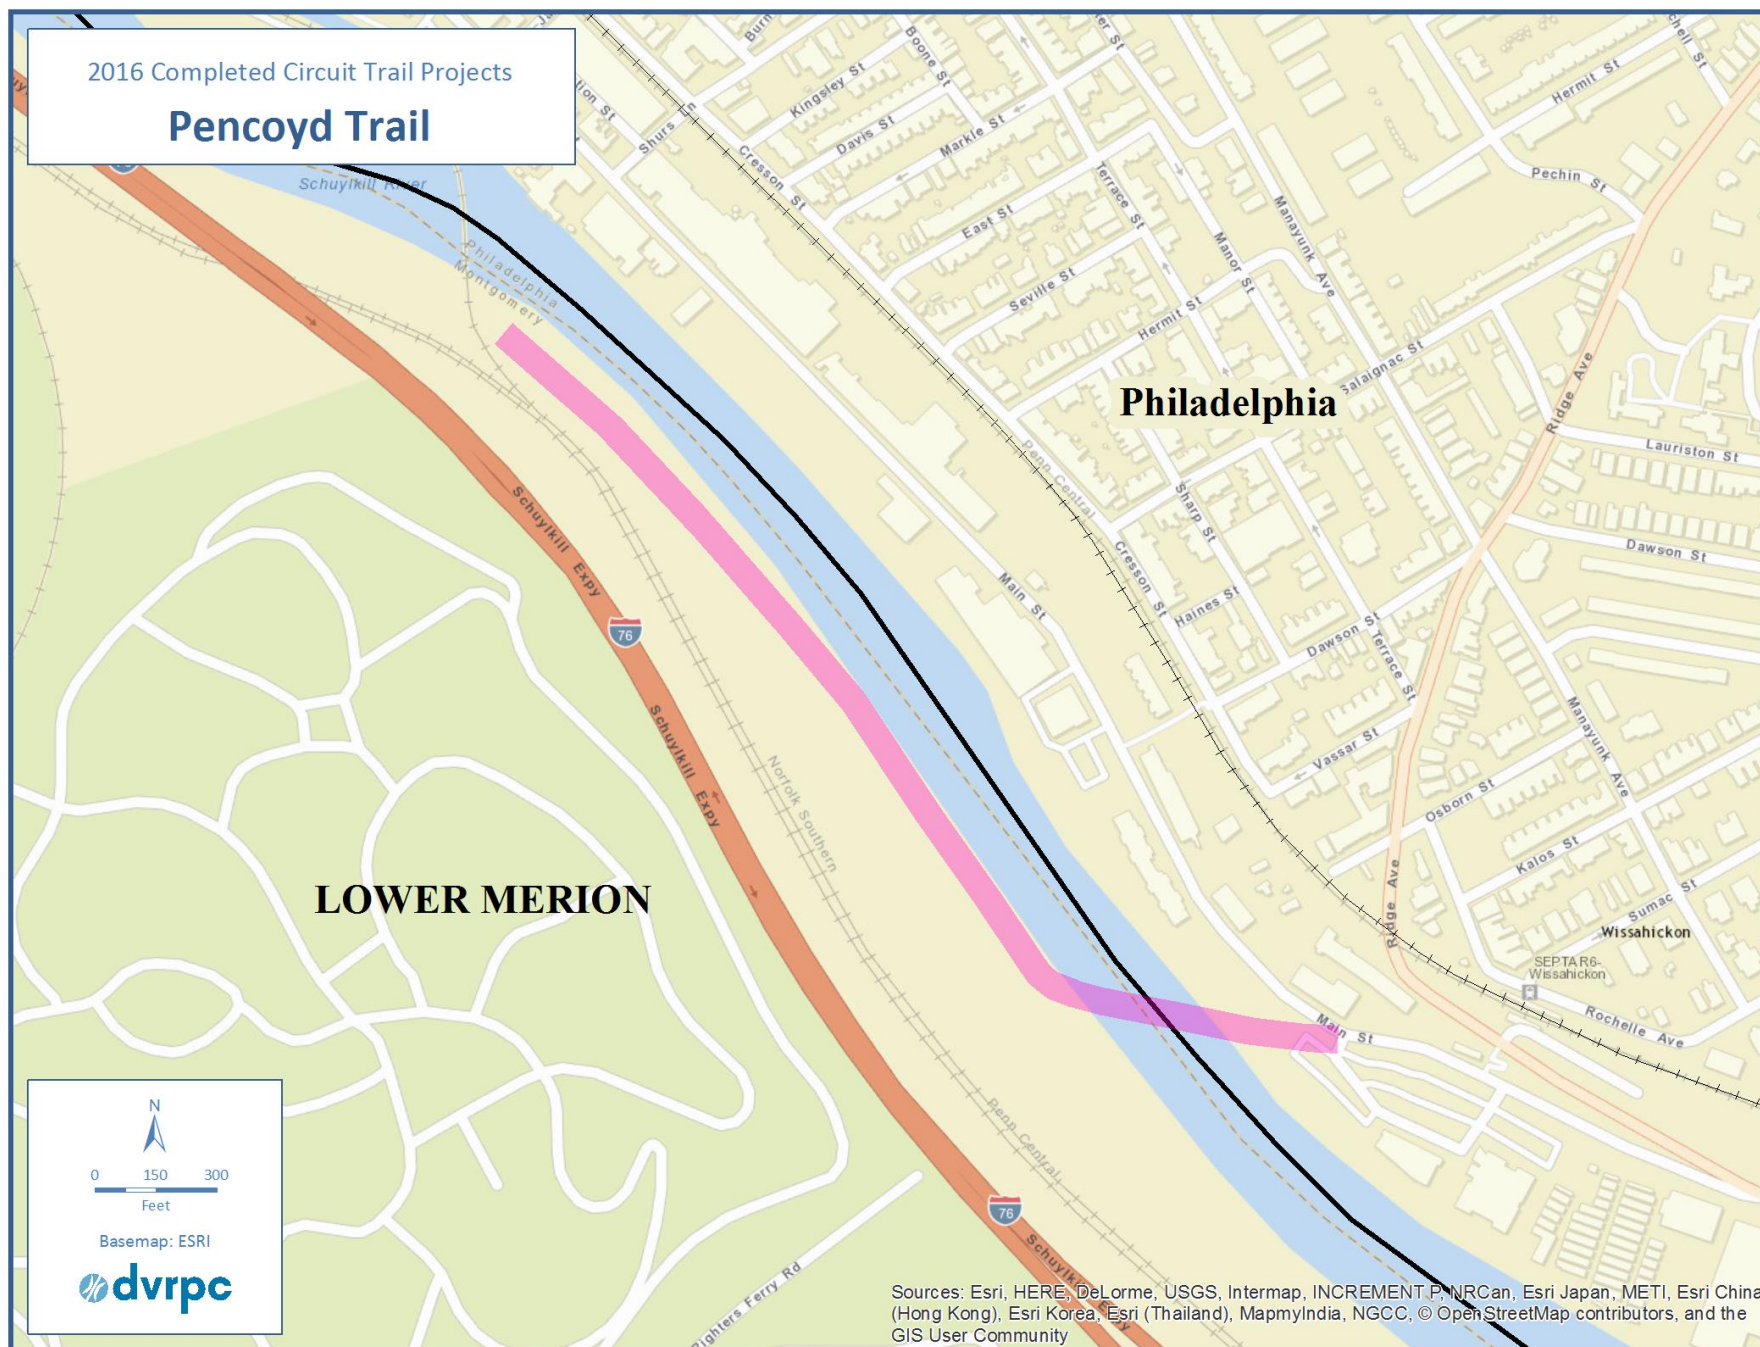 2016 Completed Circuit Trail Projects
Pencoyd Trail
Schuylkill River
Philadelphia
Montgomery
Shurs Ln
Cresson St
Kingsley St
Boone St
Davis St
Markle St
East St
Terrace St
Seville St
Manor St
Manayunk Ave
Hermit St
Hermit St
Pechin St
Salaignac St
Ridge Ave
Philadelphia
Lauriston St
Dawson St
Penn Central
Sharp St
Cresson St
Haines St
Dawson St
Terrace St
Main St
Schuylkill Expy
76
Schuylkill Expy
Norfolk Southern
Vassar St
Manayunk Ave
Osborn St
Kalos St
Sumac St
Ridge Ave
Wissahickon
SEPTA R6-
Wissahickon
Rochelle Ave
Main St
LOWER MERION
Penn Central
76
Schuylkill Expy
Righters Ferry Rd
N
0 150 300
Feet
Basemap: ESRI
dvrpc
Sources: Esri, HERE, DeLorme, USGS, Intermap, INCREMENT P, NRCan, Esri Japan, METI, Esri China
(Hong Kong), Esri Korea, Esri (Thailand), MapmyIndia, NGCC, © OpenStreetMap contributors, and the
GIS User Community